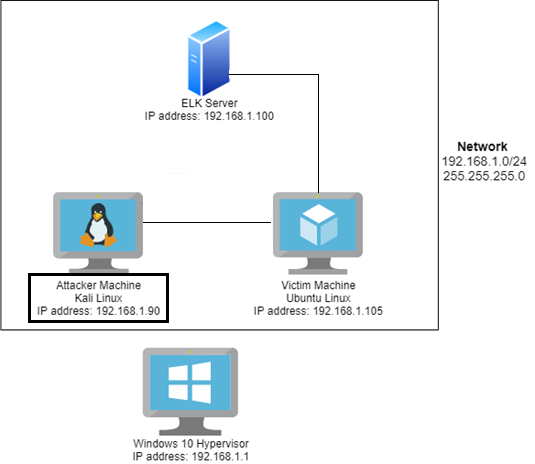 ELK Server
IP address: 192.168.1.100
Network
192.168.1.0/24
255.255.255.0
Attacker Machine
Kali Linux
IP address: 192.168.1.90
Victim Machine
Ubuntu Linux
IP address: 192.168.1.105
Windows 10 Hypervisor
IP address: 192.168.1.1